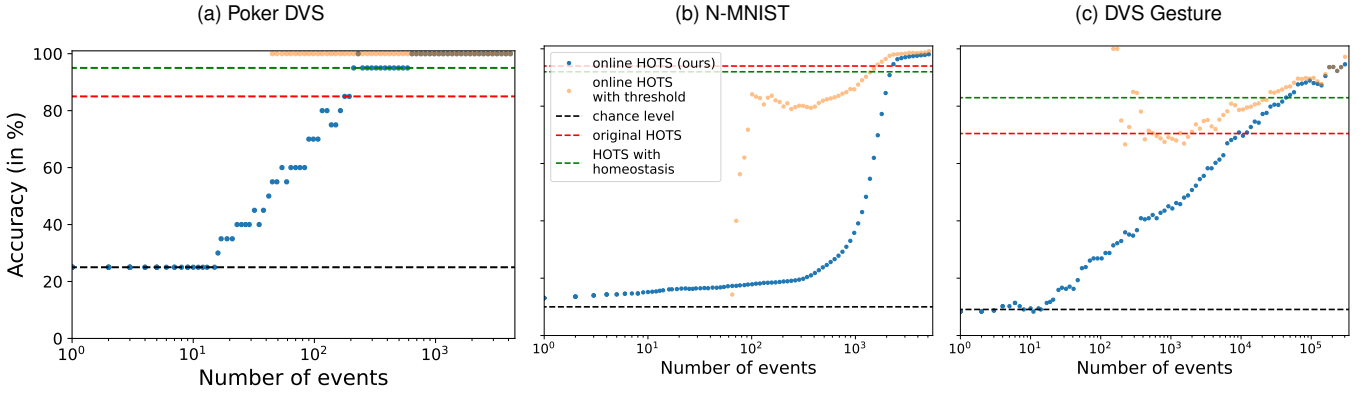 (a) Poker DVS
(b) N-MNIST
(c) DVS Gesture
Accuracy (in %)
100
80
60
40
20
0
10^0
10^1
10^2
10^3
Number of events
online HOTS (ours)
online HOTS
with threshold
chance level
original HOTS
HOTS with
homeostasis
10^0
10^1
10^2
10^3
Number of events
10^0
10^1
10^2
10^3
10^4
10^5
Number of events